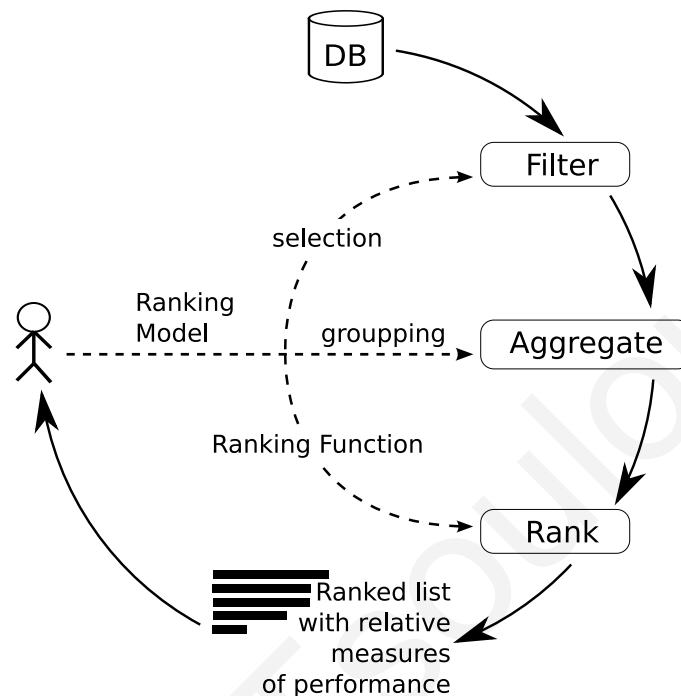 DB
Filter
selection
Ranking
Model
groupping
Aggregate
Ranking Function
Rank
Ranked list
with relative
measures
of performance